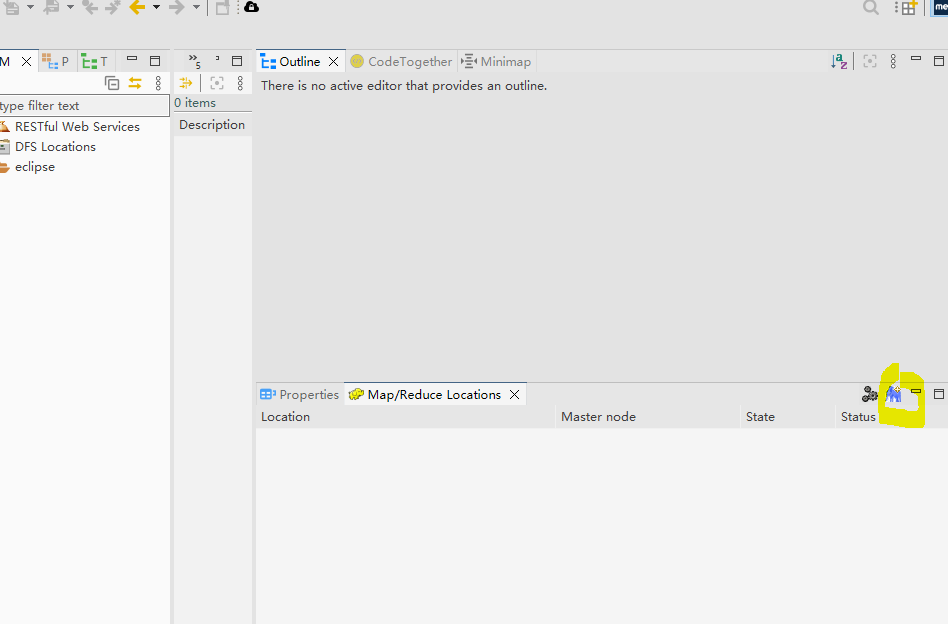 me
M P T
5
Outline CodeTogether Minimap
There is no active editor that provides an outline.
type filter text
0 items
Description
RESTful Web Services
DFS Locations
eclipse
Properties Map/Reduce Locations
Location Master node State Status